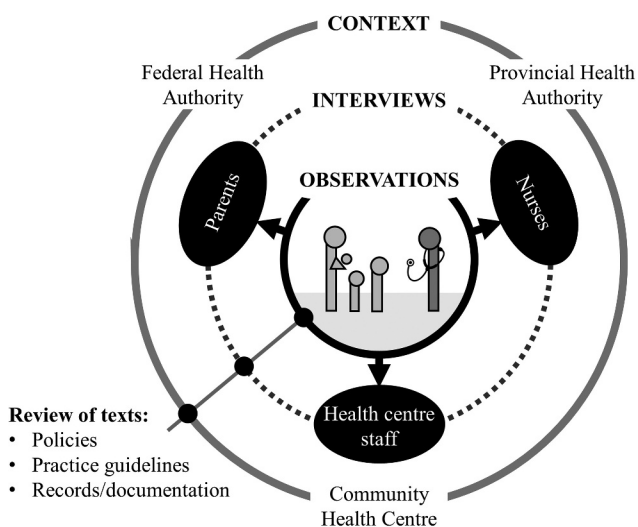 CONTEXT
Federal Health
Authority
Provincial Health
Authority
INTERVIEWS
OBSERVATIONS
Parents
Nurses
Health centre
staff
Review of texts:
• Policies
• Practice guidelines
• Records/documentation
Community
Health Centre